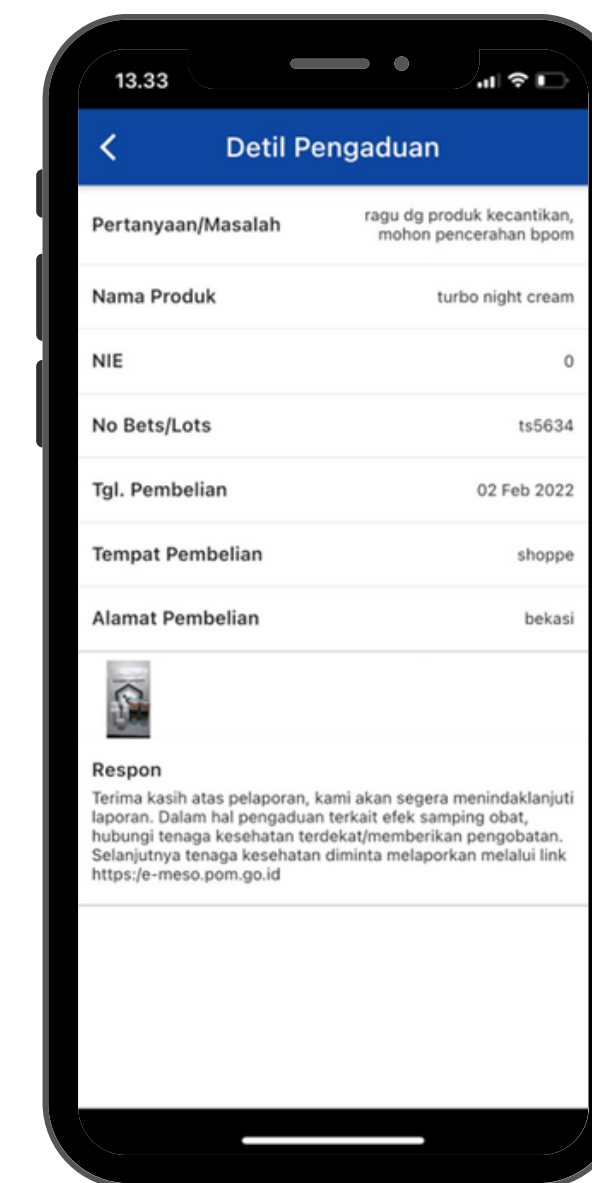 13.33
Detil Pengaduan
Pertanyaan/Masalah
ragu dg produk kecantikan,
mohon pencerahan bpom
Nama Produk
turbo night cream
NIE
0
No Bets/Lots
ts5634
Tgl. Pembelian
02 Feb 2022
Tempat Pembelian
shoppe
Alamat Pembelian
bekasi
Respon
Terima kasih atas pelaporan, kami akan segera menindaklanjuti
laporan. Dalam hal pengaduan terkait efek samping obat,
hubungi tenaga kesehatan terdekat/memberikan pengobatan.
Selanjutnya tenaga kesehatan diminta melaporkan melalui link
https:/e-meso.pom.go.id